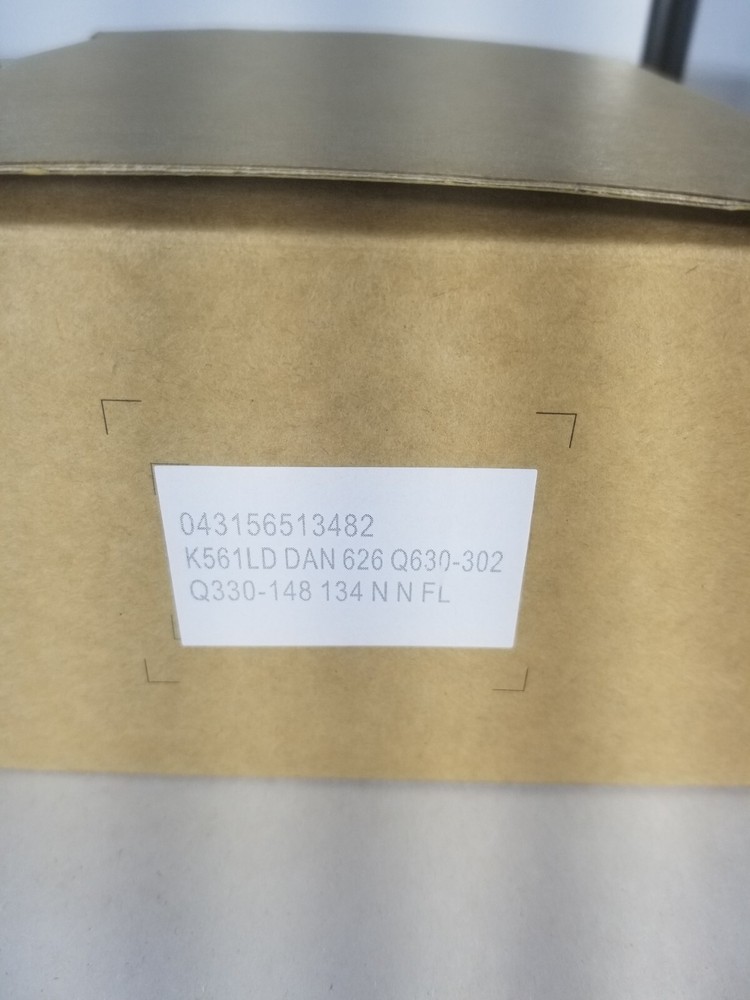 043156513482
K561LD DAN 626 Q630-302
Q330-148 134 N N FL